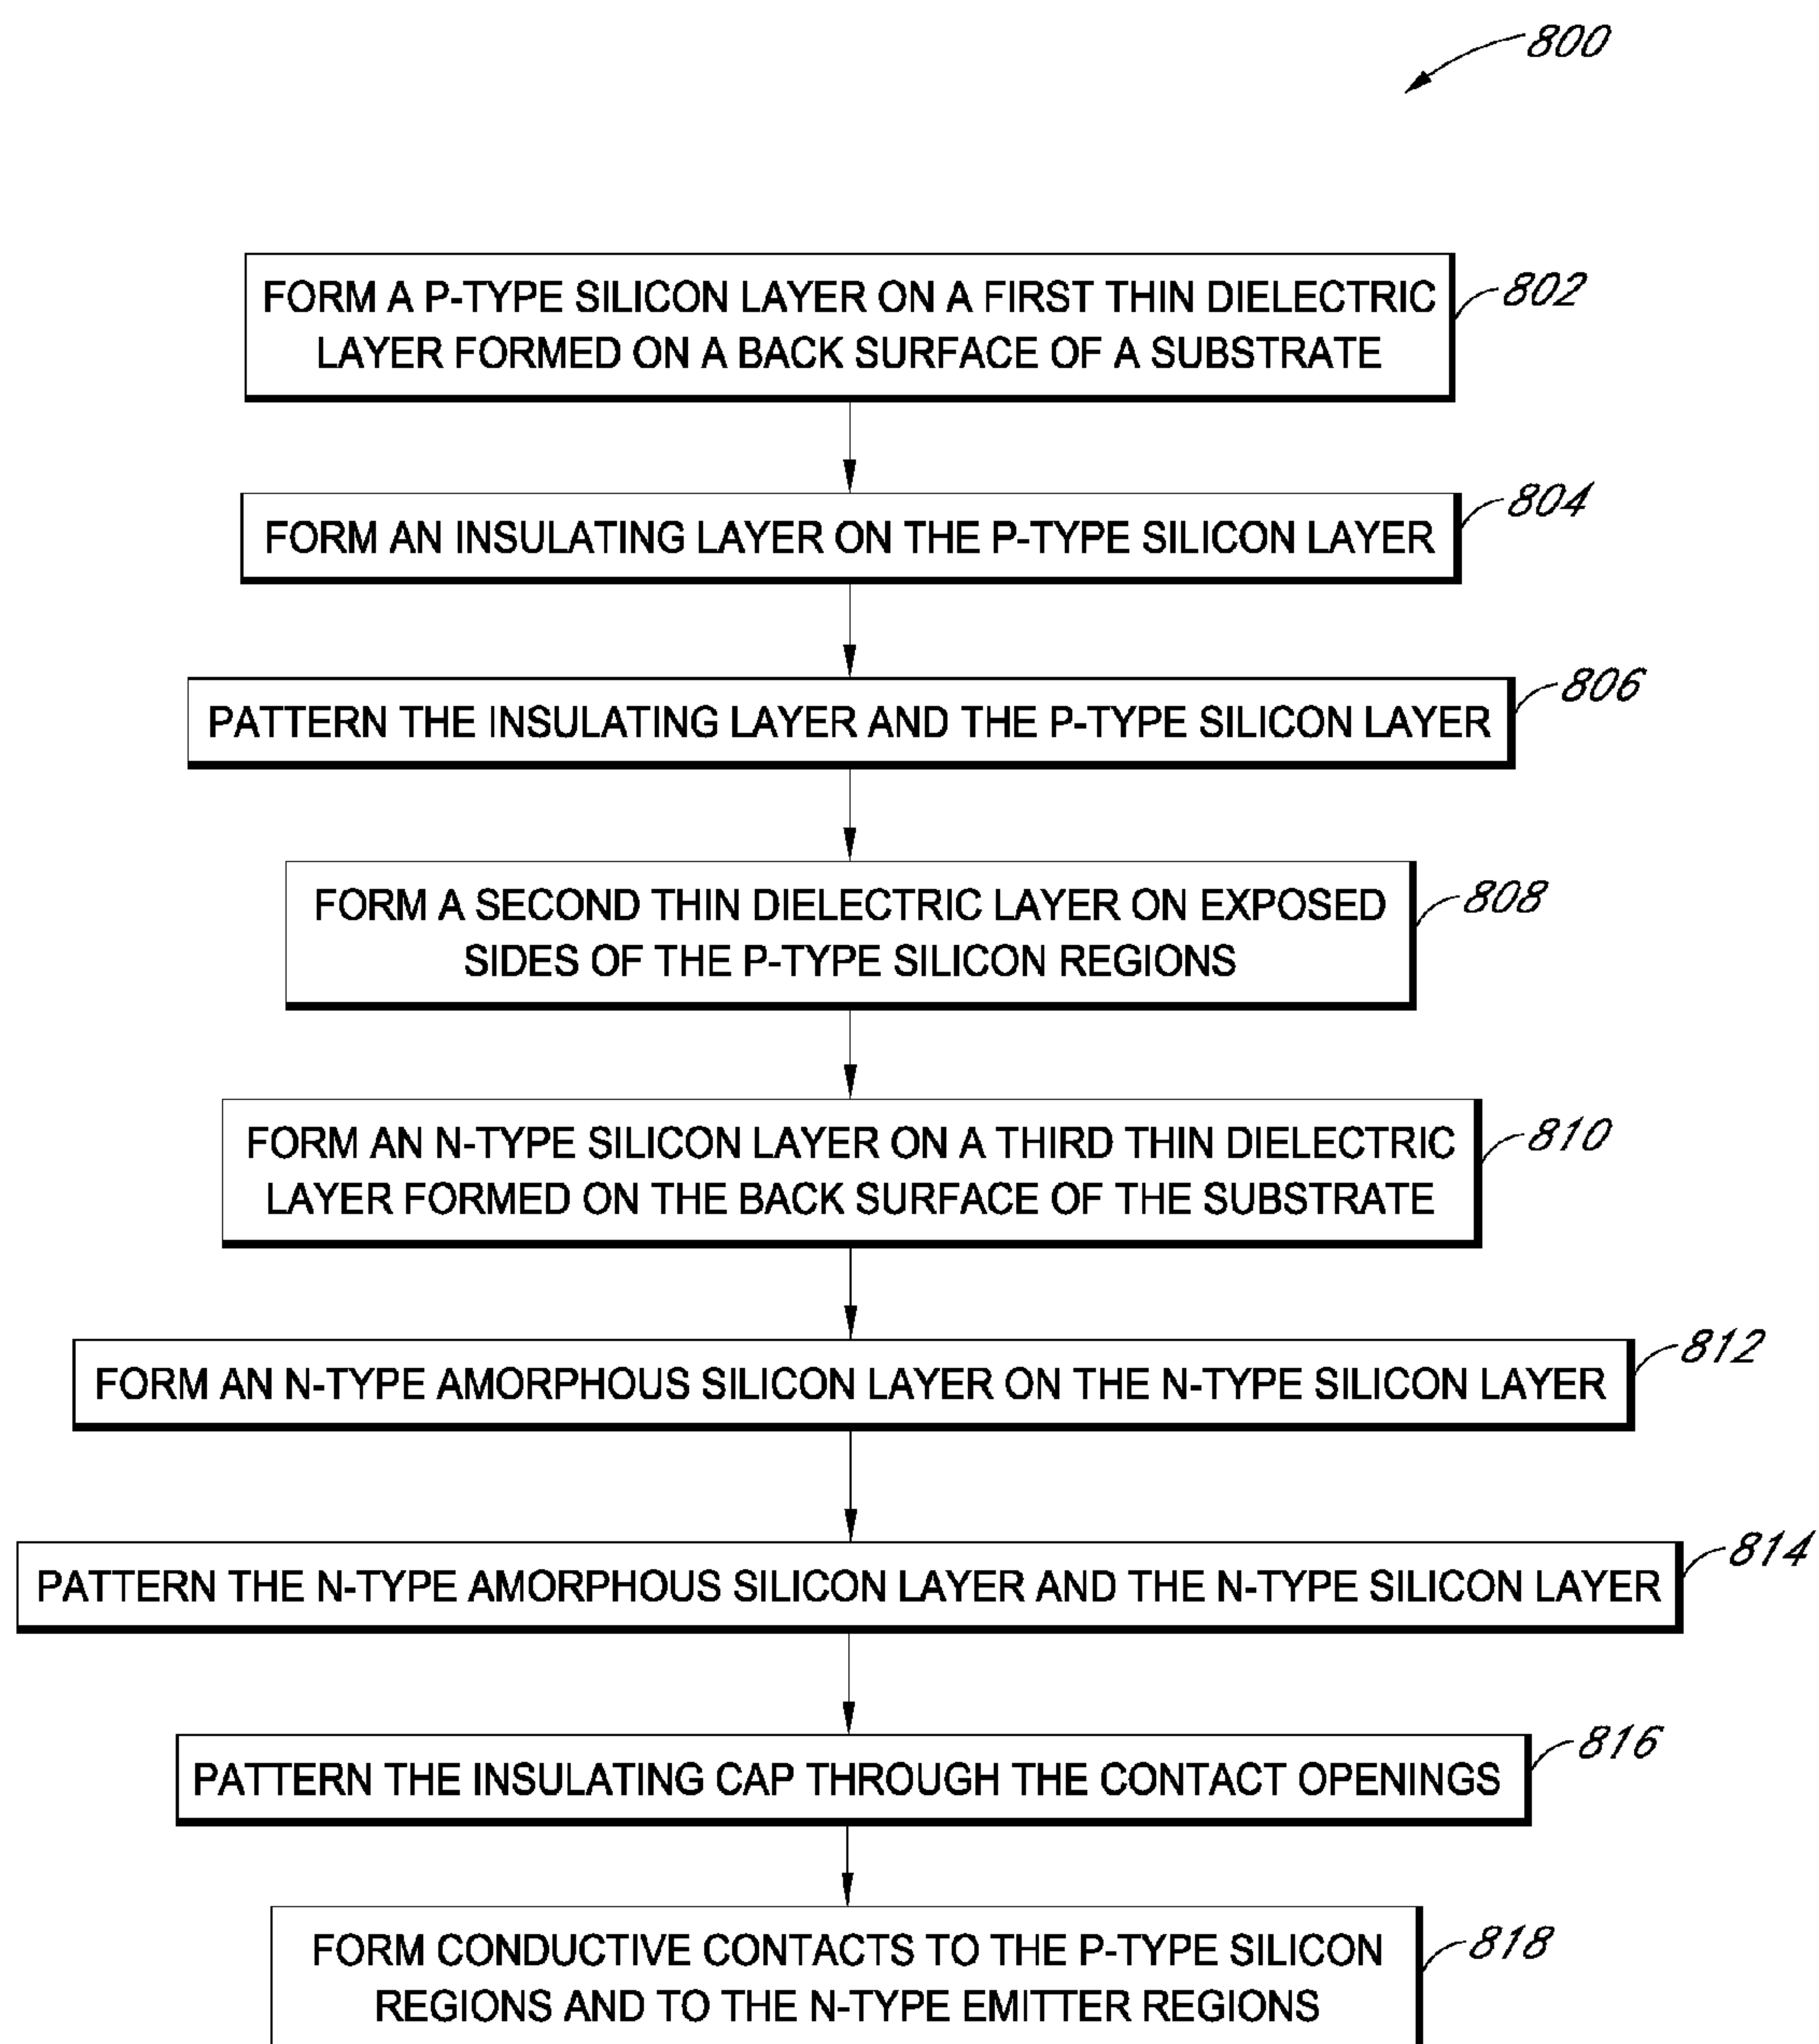 800
FORM A P-TYPE SILICON LAYER ON A FIRST THIN DIELECTRIC
LAYER FORMED ON A BACK SURFACE OF A SUBSTRATE
802
FORM AN INSULATING LAYER ON THE P-TYPE SILICON LAYER
804
PATTERN THE INSULATING LAYER AND THE P-TYPE SILICON LAYER
806
FORM A SECOND THIN DIELECTRIC LAYER ON EXPOSED
SIDES OF THE P-TYPE SILICON REGIONS
808
FORM AN N-TYPE SILICON LAYER ON A THIRD THIN DIELECTRIC
LAYER FORMED ON THE BACK SURFACE OF THE SUBSTRATE
810
FORM AN N-TYPE AMORPHOUS SILICON LAYER ON THE N-TYPE SILICON LAYER
812
PATTERN THE N-TYPE AMORPHOUS SILICON LAYER AND THE N-TYPE SILICON LAYER
814
PATTERN THE INSULATING CAP THROUGH THE CONTACT OPENINGS
816
FORM CONDUCTIVE CONTACTS TO THE P-TYPE SILICON
REGIONS AND TO THE N-TYPE EMITTER REGIONS
818